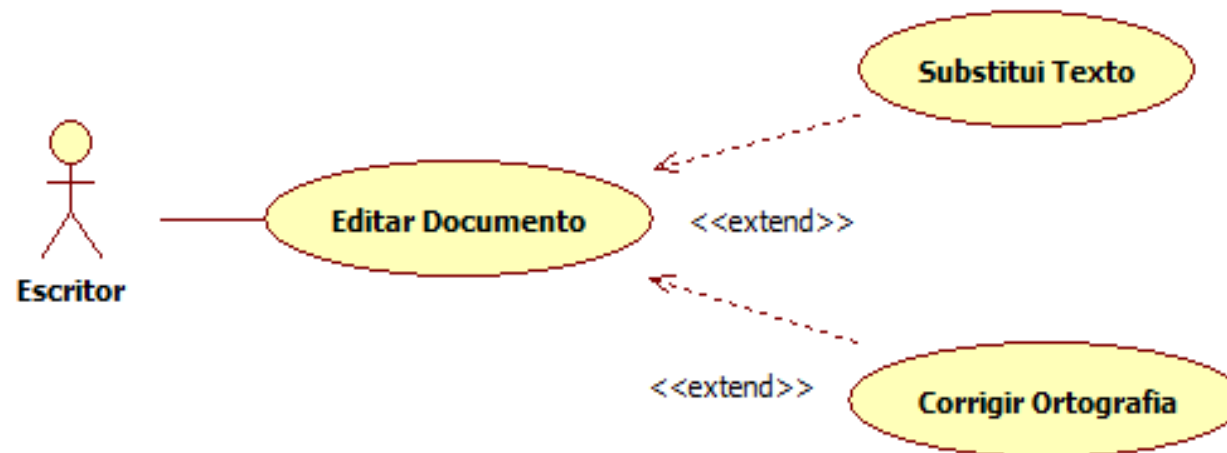 Substitui Texto
Editar Documento
<<extend>>
Escritor
<<extend>>
Corrigir Ortografia